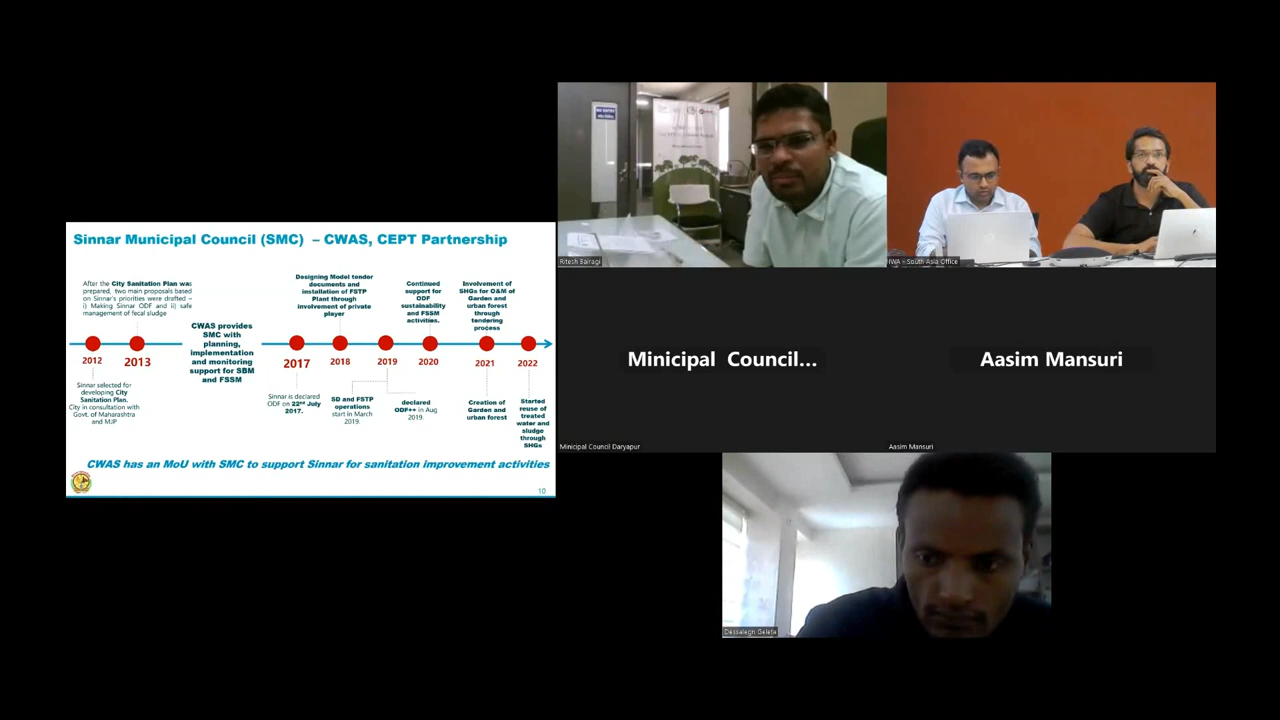 Sinnar Municipal Council (SMC) – CWAS, CEPT Partnership
After the City Sanitation Plan was
prepared, two main proposals based
on Sinnar's priorities were drafted –
i) Making Sinnar ODF and ii) safe
management of fecal sludge
CWAS provides
SMC with
planning,
implementation
and monitoring
support for SBM
and FSSM
Designing Model tender
documents and
installation of FSTP
Plant through
involvement of private
player
Continued
support for
ODF
sustainability
and FSSM
activities.
Involvement of
SHGs for O&M of
Garden and
urban forest
through
tendering
process
2012
2013
2017
2018
2019
2020
2021
2022
Sinnar selected for
developing City
Sanitation Plan.
City in consultation with
Govt. of Maharashtra
and MJP
Sinnar is declared
ODF on 22nd July
2017.
SD and FSTP
operations
start in March
2019.
declared
ODF++ in Aug
2019.
Creation of
Garden and
urban forest
Started
reuse of
treated
water and
sludge
through
SHGs
CWAS has an MoU with SMC to support Sinnar for sanitation improvement activities
10
Ritesh Bairagi
IWA - South Asia Office
Minicipal Council...
Minicipal Council Daryapur
Aasim Mansuri
Aasim Mansuri
Dessalegn Geleta